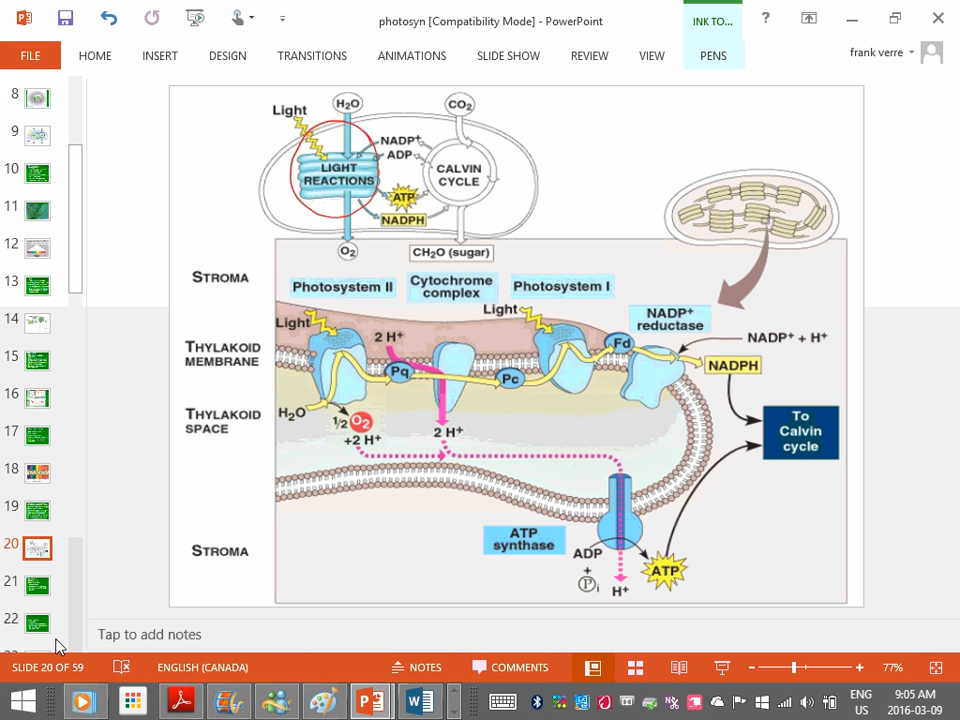 photosyn [Compatibility Mode] - PowerPoint
INK TO...
?
FILE HOME INSERT DESIGN TRANSITIONS ANIMATIONS SLIDE SHOW REVIEW VIEW PENS
frank verre
8
9
10
11
12
13
14
15
16
17
18
19
20
21
22
Light
H2O
CO2
NADP+
ADP
LIGHT
REACTIONS
CALVIN
CYCLE
ATP
NADPH
O2
CH2O (sugar)
STROMA
Photosystem II
Cytochrome
complex
Photosystem I
Light
NADP+
reductase
Light
2 H+
Fd
NADP+ + H+
THYLAKOID
MEMBRANE
Pq
Pc
NADPH
THYLAKOID
SPACE
H2O
1/2 O2
+2 H+
2 H+
To
Calvin
cycle
ATP
synthase
STROMA
ADP
+
Pi
H+
ATP
Tap to add notes
SLIDE 20 OF 59
ENGLISH (CANADA)
NOTES
COMMENTS
77%
ENG
US
9:05 AM
2016-03-09